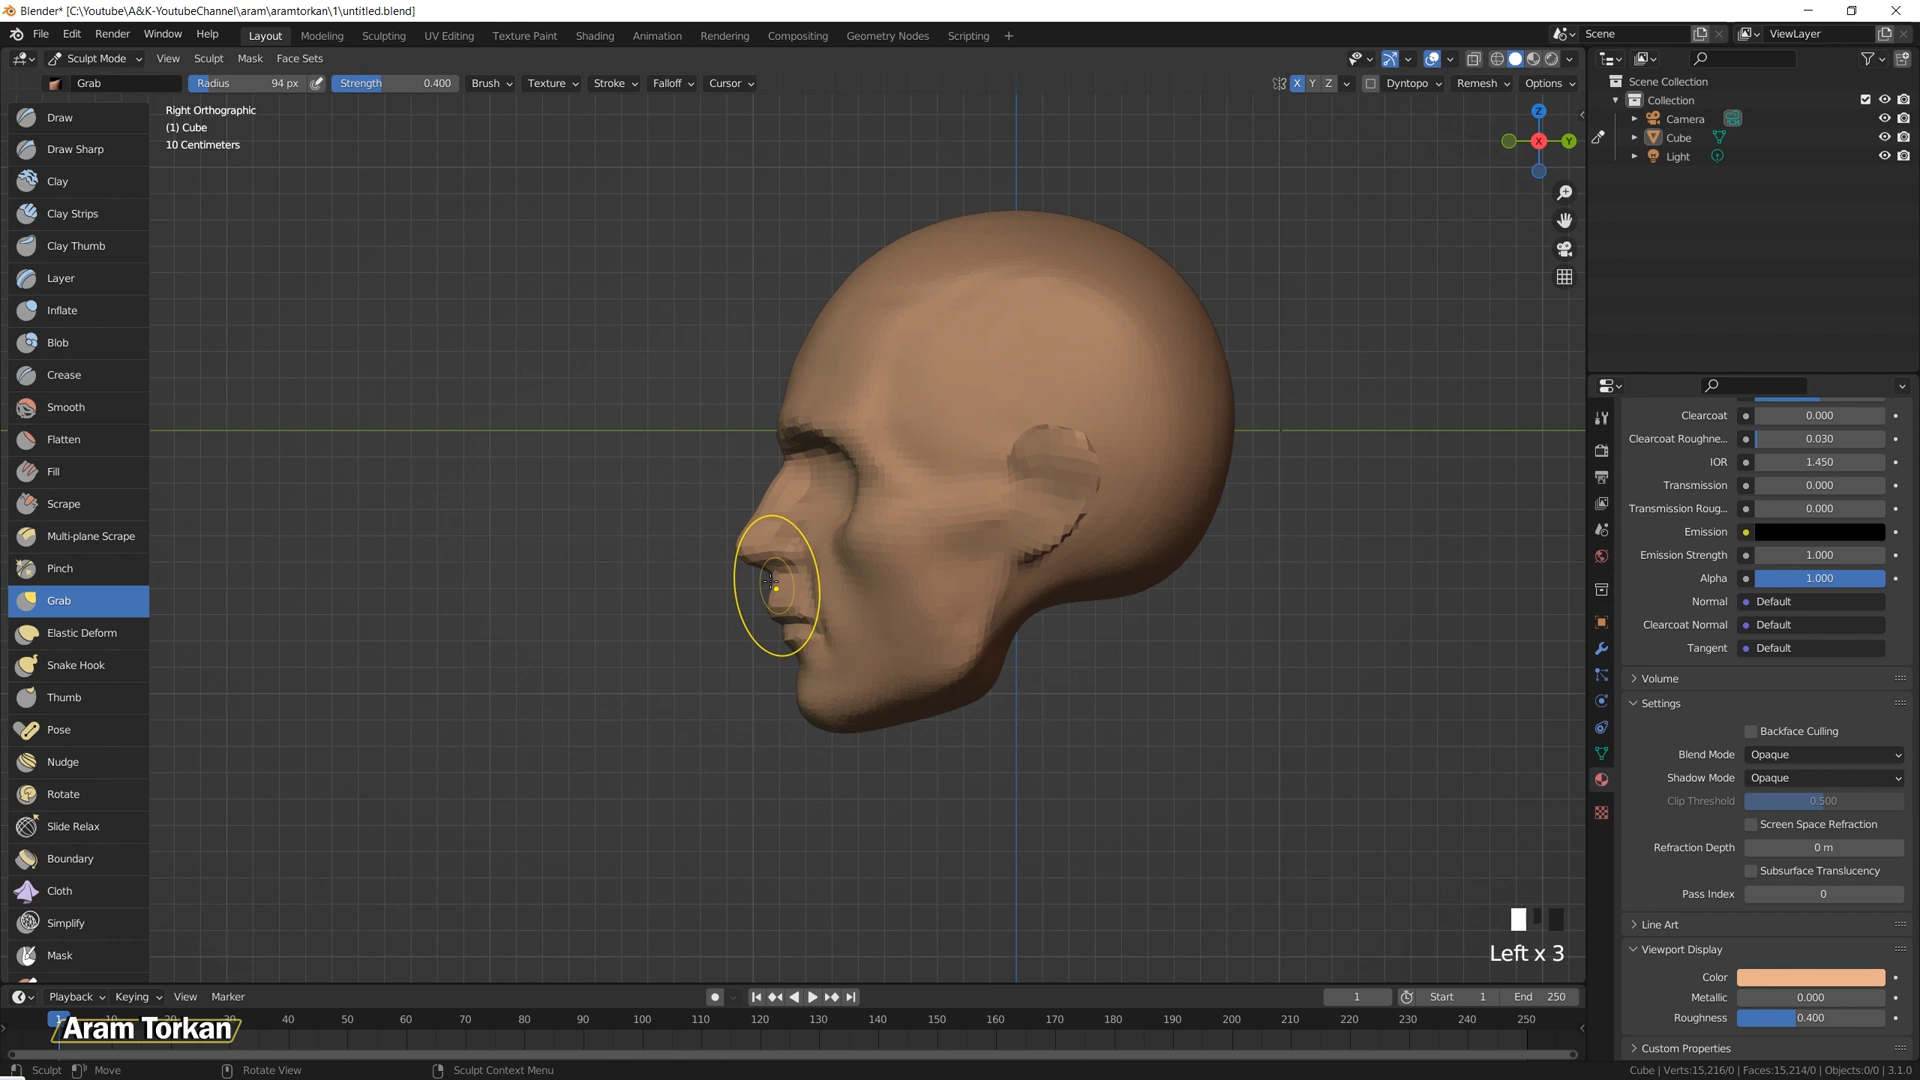 Blender* [C:\Youtube\A&K-YoutubeChannel\aram\aramtorkan\1\untitled.blend]
File Edit Render Window Help Layout Modeling Sculpting UV Editing Texture Paint Shading Animation Rendering Compositing Geometry Nodes Scripting + Scene ViewLayer
Sculpt Mode View Sculpt Mask Face Sets
Grab Radius 94 px Strength 0.400 Brush Texture Stroke Falloff Cursor X Y Z Dyntopo Remesh Options
Right Orthographic
(1) Cube
10 Centimeters
Z
X
Y
Draw
Draw Sharp
Clay
Clay Strips
Clay Thumb
Layer
Inflate
Blob
Crease
Smooth
Flatten
Fill
Scrape
Multi-plane Scrape
Pinch
Grab
Elastic Deform
Snake Hook
Thumb
Pose
Nudge
Rotate
Slide Relax
Boundary
Cloth
Simplify
Mask
Scene Collection
Collection
Camera
Cube
Light
Clearcoat 0.000
Clearcoat Roughne... 0.030
IOR 1.450
Transmission 0.000
Transmission Roug... 0.000
Emission
Emission Strength 1.000
Alpha 1.000
Normal Default
Clearcoat Normal Default
Tangent Default
Volume
Settings
Backface Culling
Blend Mode Opaque
Shadow Mode Opaque
Clip Threshold 0.500
Screen Space Refraction
Refraction Depth 0 m
Subsurface Translucency
Pass Index 0
Line Art
Viewport Display
Color
Metallic 0.000
Roughness 0.400
Custom Properties
Left x 3
Playback Keying View Marker 1 Start 1 End 250
1 10 20 30 40 50 60 70 80 90 100 110 120 130 140 150 160 170 180 190 200 210 220 230 240 250
Aram Torkan
Sculpt Move Rotate View Sculpt Context Menu Cube | Verts:15,216/0 | Faces:15,214/0 | Objects:0/0 | 3.1.0